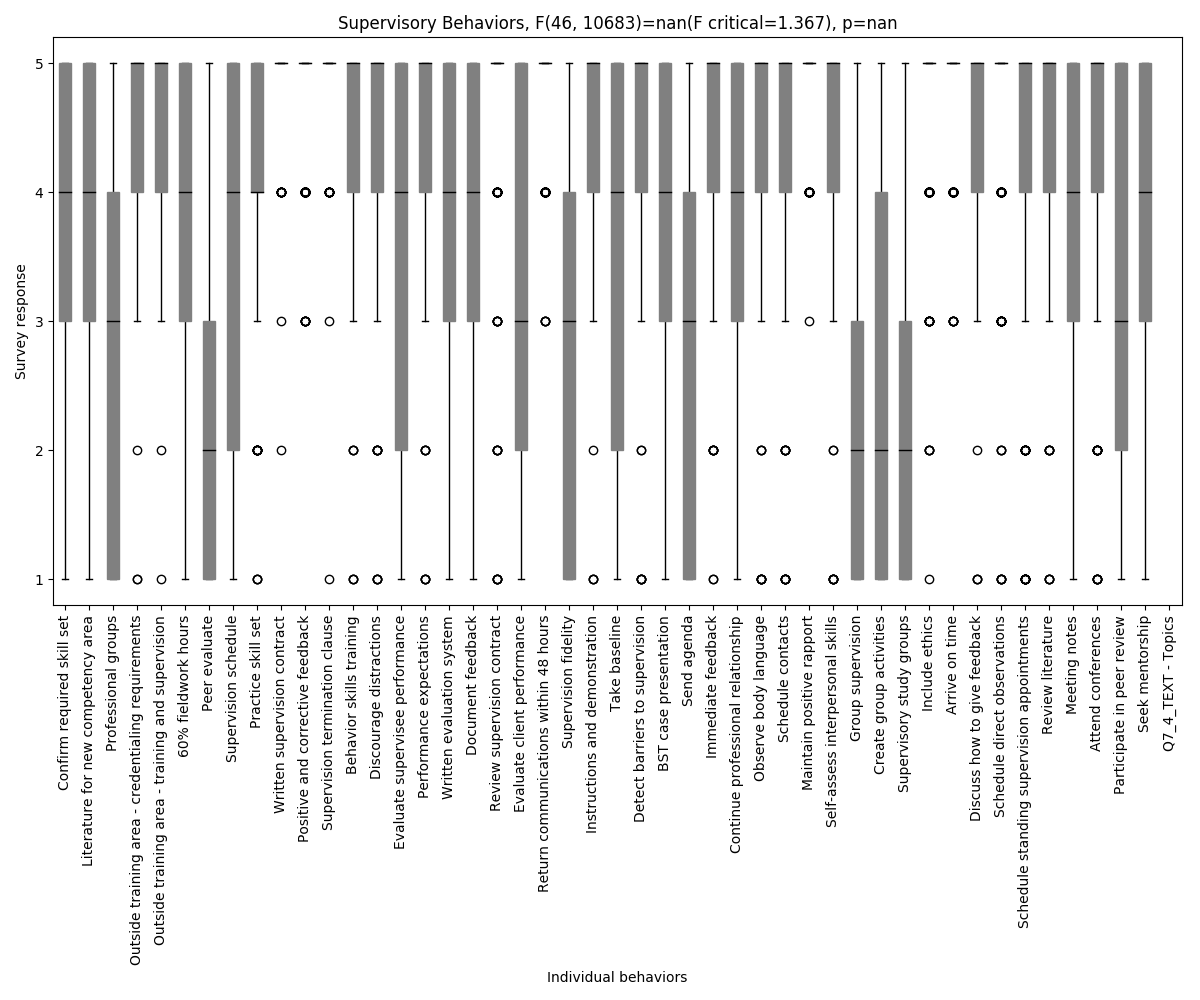 Supervisory Behaviors, F(46, 10683)=nan(F critical=1.367), p=nan
Survey response
5
4
3
2
1
Confirm required skill set
Literature for new competency area
Professional groups
Outside training area - credentialing requirements
Outside training area - training and supervision
60% fieldwork hours
Peer evaluate
Supervision schedule
Practice skill set
Written supervision contract
Positive and corrective feedback
Supervision termination clause
Behavior skills training
Discourage distractions
Evaluate supervisee performance
Performance expectations
Written evaluation system
Document feedback
Review supervision contract
Evaluate client performance
Return communications within 48 hours
Supervision fidelity
Instructions and demonstration
Take baseline
Detect barriers to supervision
BST case presentation
Send agenda
Immediate feedback
Continue professional relationship
Observe body language
Schedule contacts
Maintain positive rapport
Self-assess interpersonal skills
Group supervision
Create group activities
Supervisory study groups
Include ethics
Arrive on time
Discuss how to give feedback
Schedule direct observations
Schedule standing supervision appointments
Review literature
Meeting notes
Attend conferences
Participate in peer review
Seek mentorship
Q7_4_TEXT - Topics
Individual behaviors